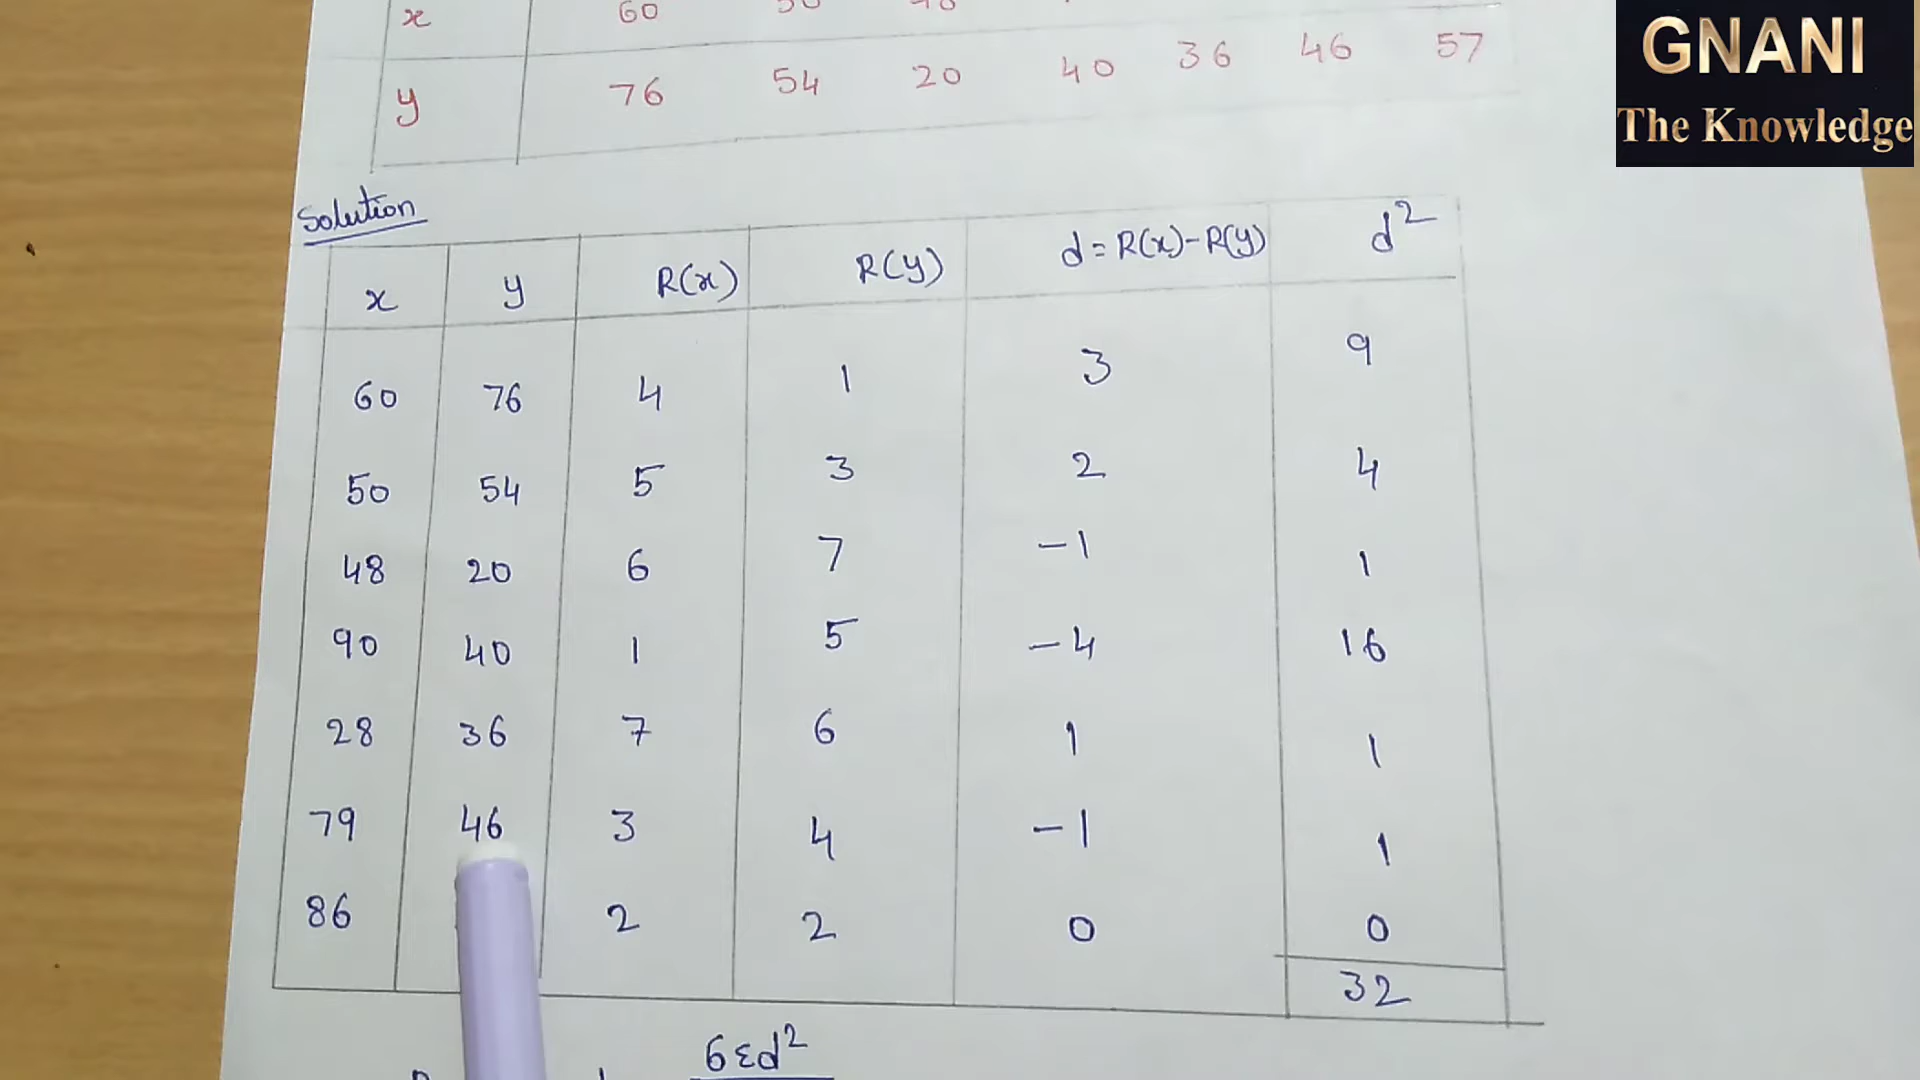 x 60
y 76 54 20 40 36 46 57
GNANI
The Knowledge
Solution
x y R(x) R(y) d = R(x) - R(y) d²
60 76 4 1 3 9
50 54 5 3 2 4
48 20 6 7 -1 1
90 40 1 5 -4 16
28 36 7 6 1 1
79 46 3 4 -1 1
86 2 2 0 0
32
6Σd²